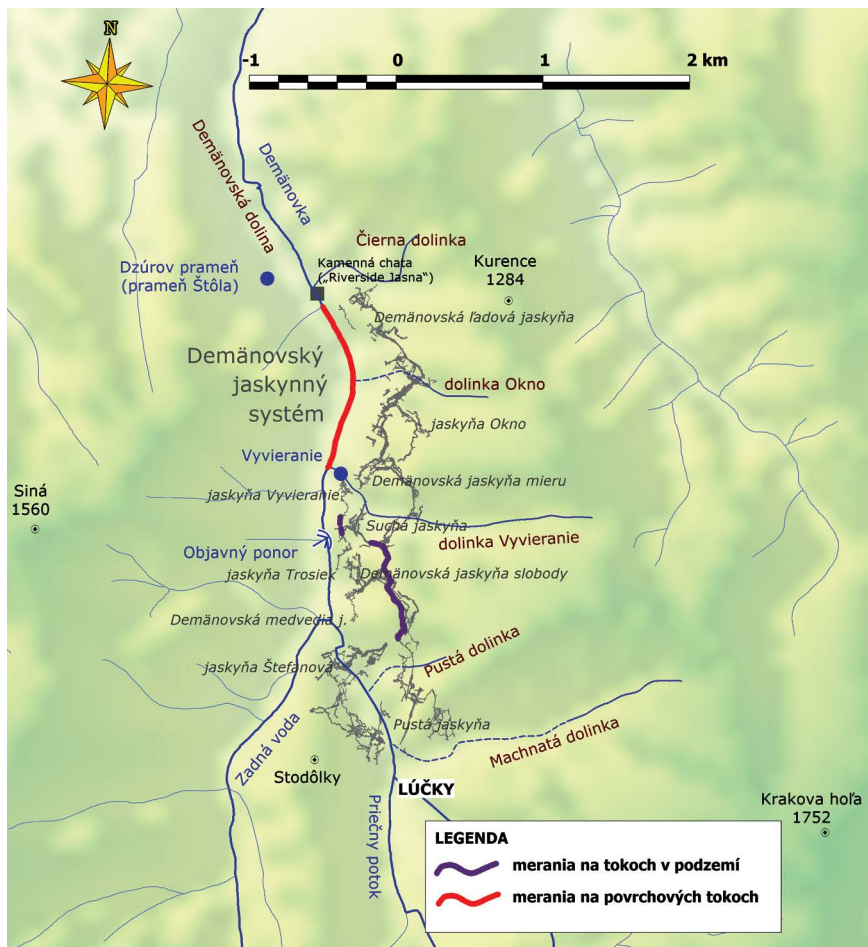 N
-1 0 1 2 km
Demänovská dolina
Demänovka
Čierna dolinka
Kurence
1284
Dzúrov prameň
(prameň Štôla)
Kamenná chata
(„Riverside Jasna“)
Demänovská ľadová jaskyňa
Demänovský
jaskynný
systém
dolinka Okno
jaskyňa Okno
Vyvieranie
Demänovská jaskyňa mieru
Siná
1560
jaskyňa Vyvieranie
Suchá jaskyňa
dolinka Vyvieranie
Objavný ponor
jaskyňa Trosiek
Demänovská jaskyňa slobody
Demänovská medvedia j.
Pustá dolinka
jaskyňa Štefanová
Pustá jaskyňa
Machnatá dolinka
Zadná voda
Stodôlky
LÚČKY
Priečny potok
Krakova hoľa
1752
LEGENDA
merania na tokoch v podzemí
merania na povrchových tokoch